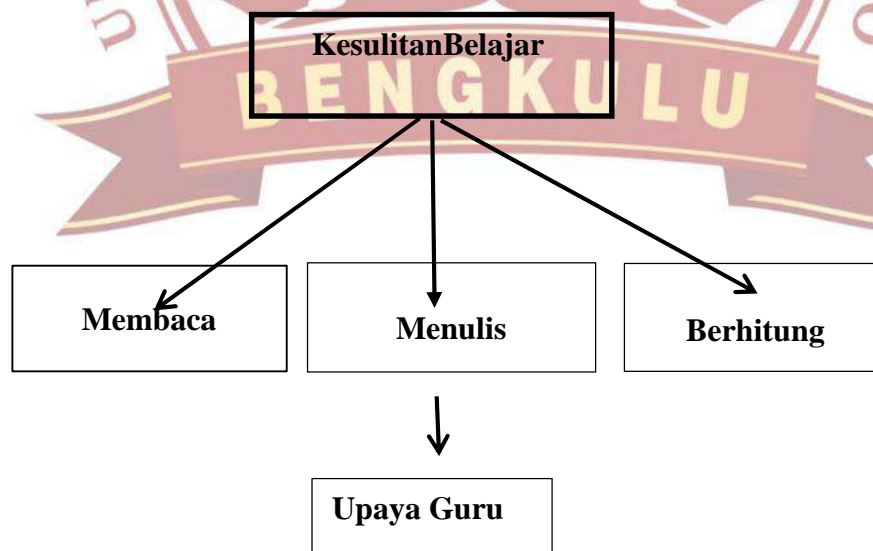 KesulitanBelajar
BENGKULU
Membaca
Menulis
Berhitung
Upaya Guru